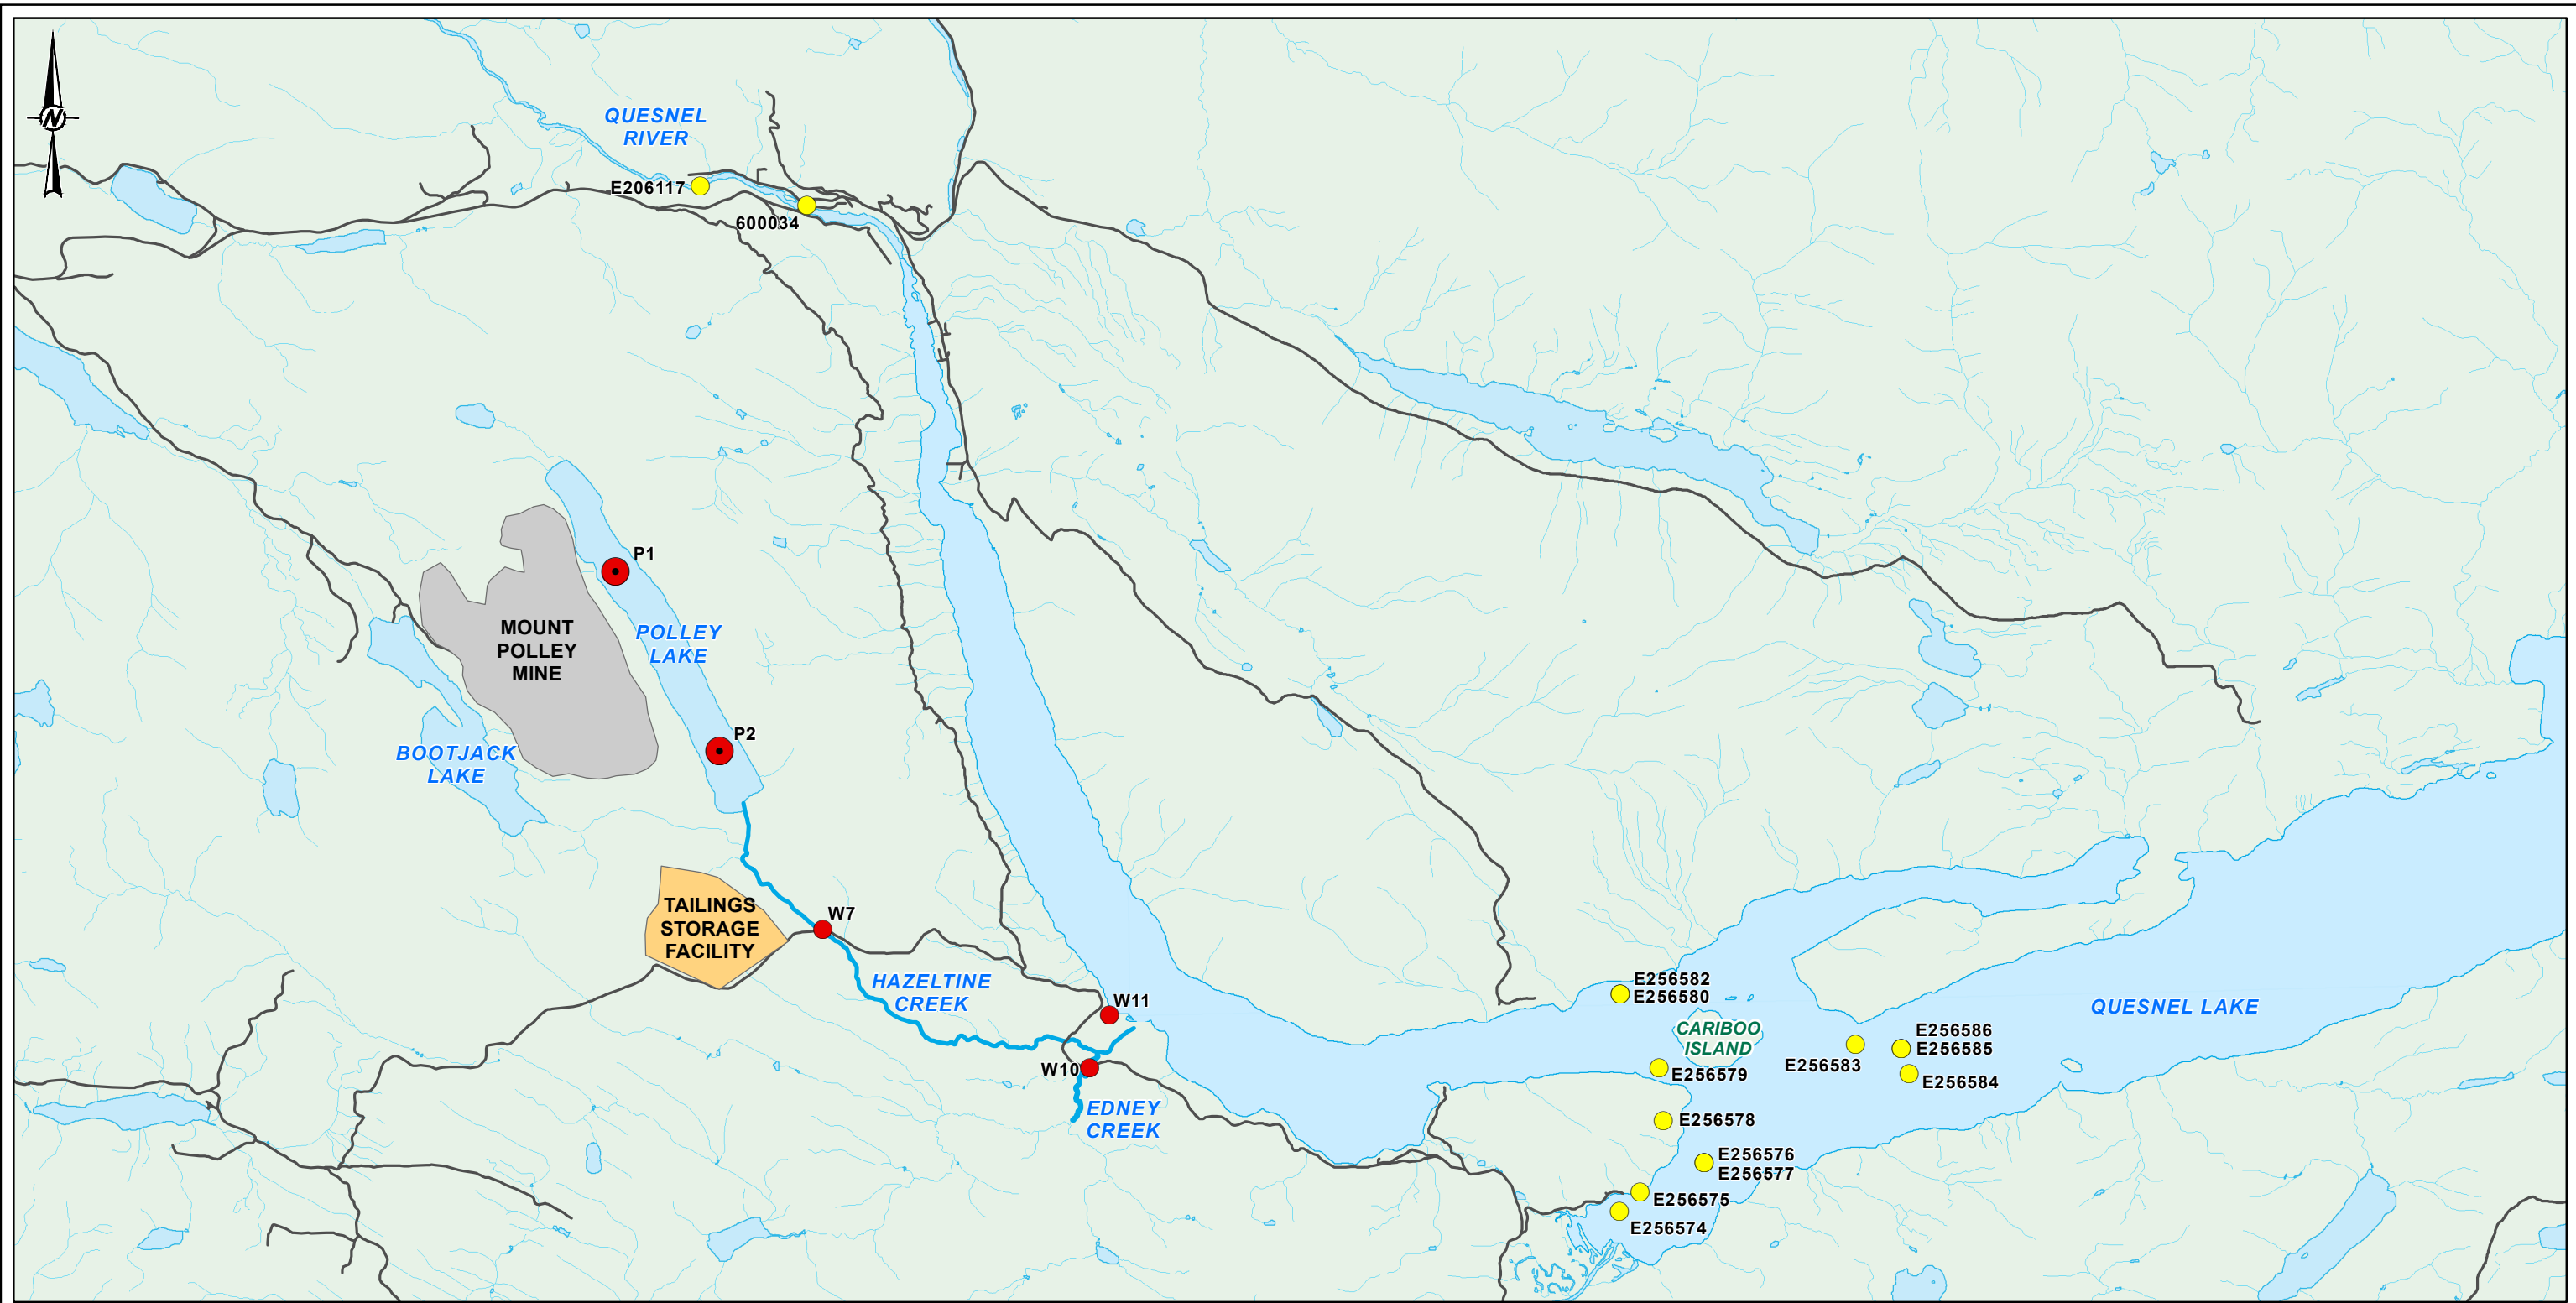 N
QUESNEL
RIVER
E206117
600034
P1
MOUNT
POLLEY
MINE
POLLEY
LAKE
P2
BOOTJACK
LAKE
TAILINGS
STORAGE
FACILITY
W7
HAZELTINE
CREEK
W11
W10
EDNEY
CREEK
E256582
E256580
CARIBOO
ISLAND
QUESNEL LAKE
E256586
E256585
E256583
E256584
E256579
E256578
E256576
E256577
E256575
E256574